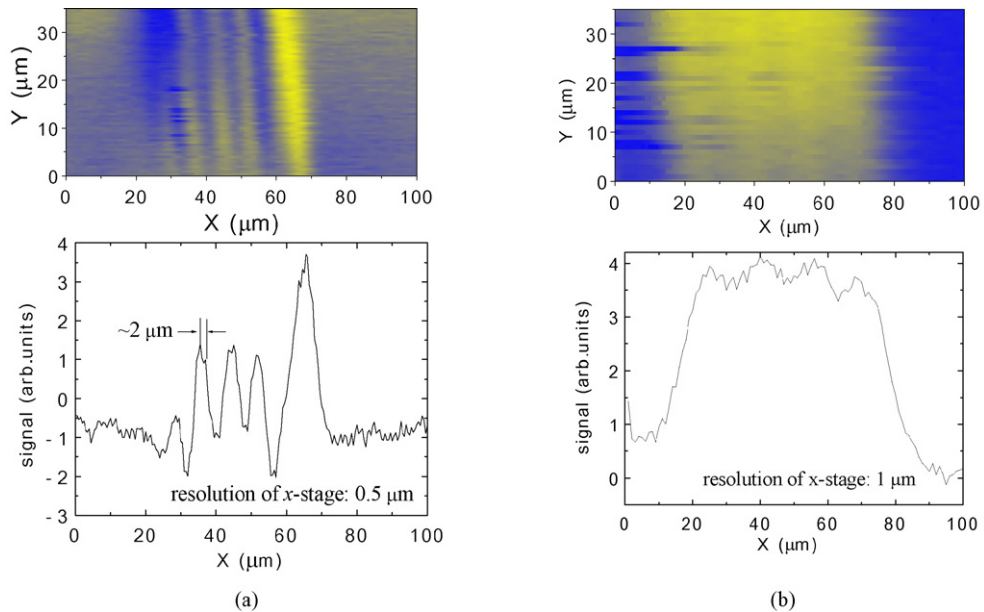 30
20
10
0
Y (μm)
0 20 40 60 80 100
X (μm)
30
20
10
0
Y (μm)
0 20 40 60 80 100
X (μm)
4
3
2
1
0
- 1
- 2
- 3
signal (arb.units)
~2 μm
resolution of x-stage: 0.5 μm
0 20 40 60 80 100
X (μm)
4
3
2
1
0
signal (arb.units)
resolution of x-stage: 1 μm
0 20 40 60 80 100
X (μm)
(a)
(b)